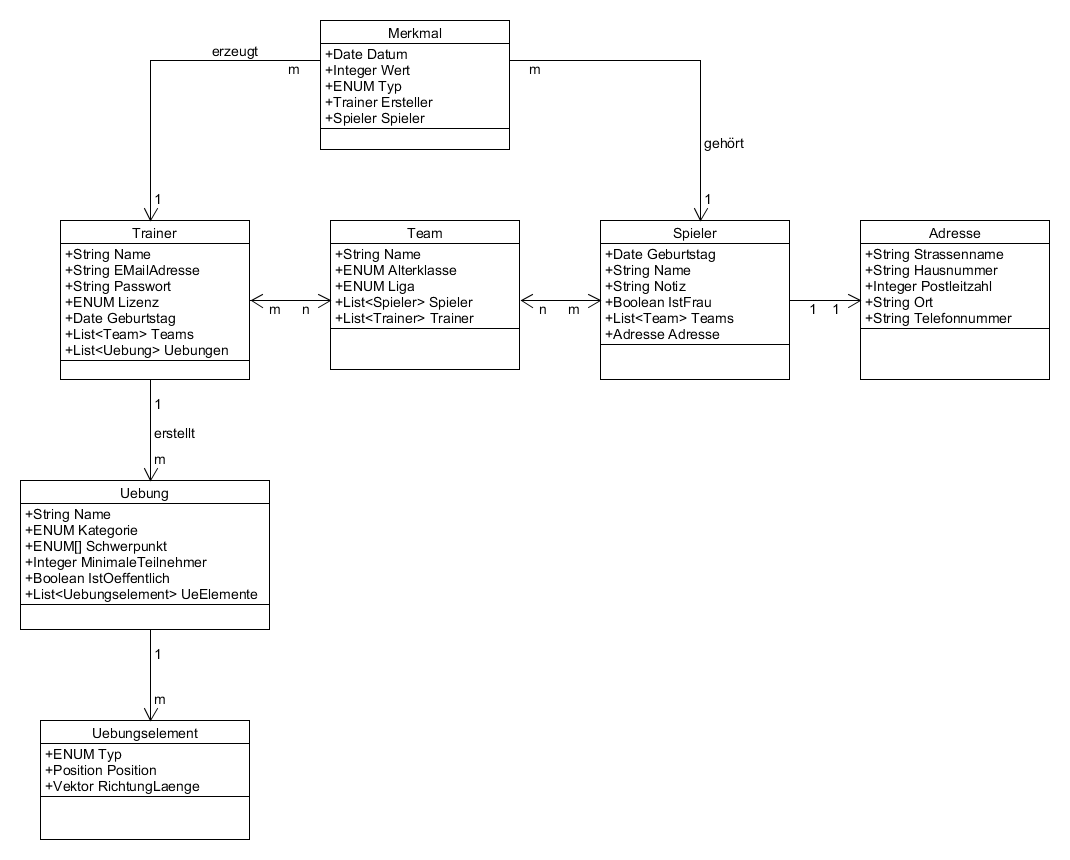 Merkmal
+Date Datum
+Integer Wert
+ENUM Typ
+Trainer Ersteller
+Spieler Spieler
erzeugt
m
m
gehört
1
1
Trainer
+String Name
+String EMailAdresse
+String Passwort
+ENUM Lizenz
+Date Geburtstag
+List<Team> Teams
+List<Uebung> Uebungen
m
n
Team
+String Name
+ENUM Alterklasse
+ENUM Liga
+List<Spieler> Spieler
+List<Trainer> Trainer
n
m
Spieler
+Date Geburtstag
+String Name
+String Notiz
+Boolean IstFrau
+List<Team> Teams
+Adresse Adresse
1
1
Adresse
+String Strassenname
+String Hausnummer
+Integer Postleitzahl
+String Ort
+String Telefonnummer
1
erstellt
m
Uebung
+String Name
+ENUM Kategorie
+ENUM[] Schwerpunkt
+Integer MinimaleTeilnehmer
+Boolean IstOeffentlich
+List<Uebungselement> UeElemente
1
m
Uebungselement
+ENUM Typ
+Position Position
+Vektor RichtungLaenge